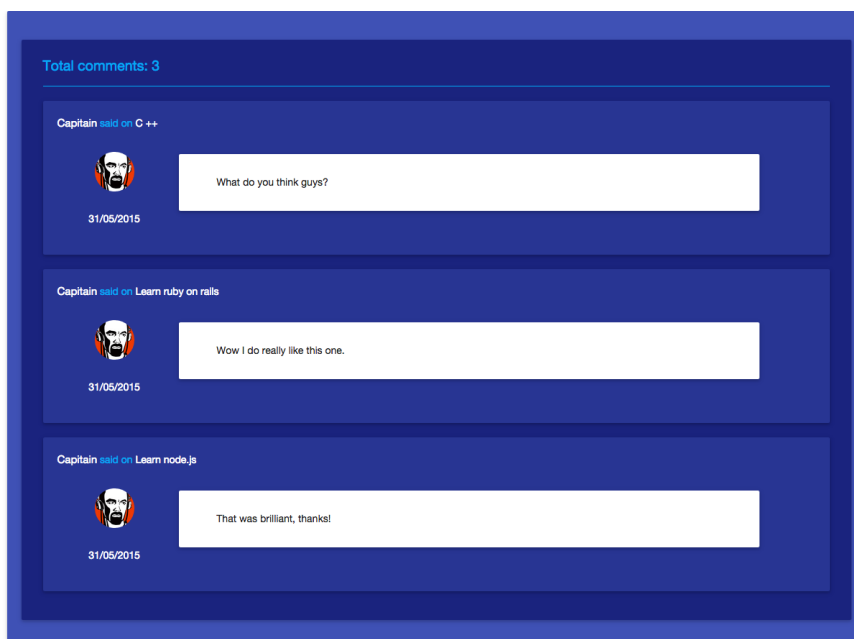 Total comments: 3
Capitain said on C ++
What do you think guys?
31/05/2015
Capitain said on Learn ruby on rails
Wow I do really like this one.
31/05/2015
Capitain said on Learn node.js
That was brilliant, thanks!
31/05/2015